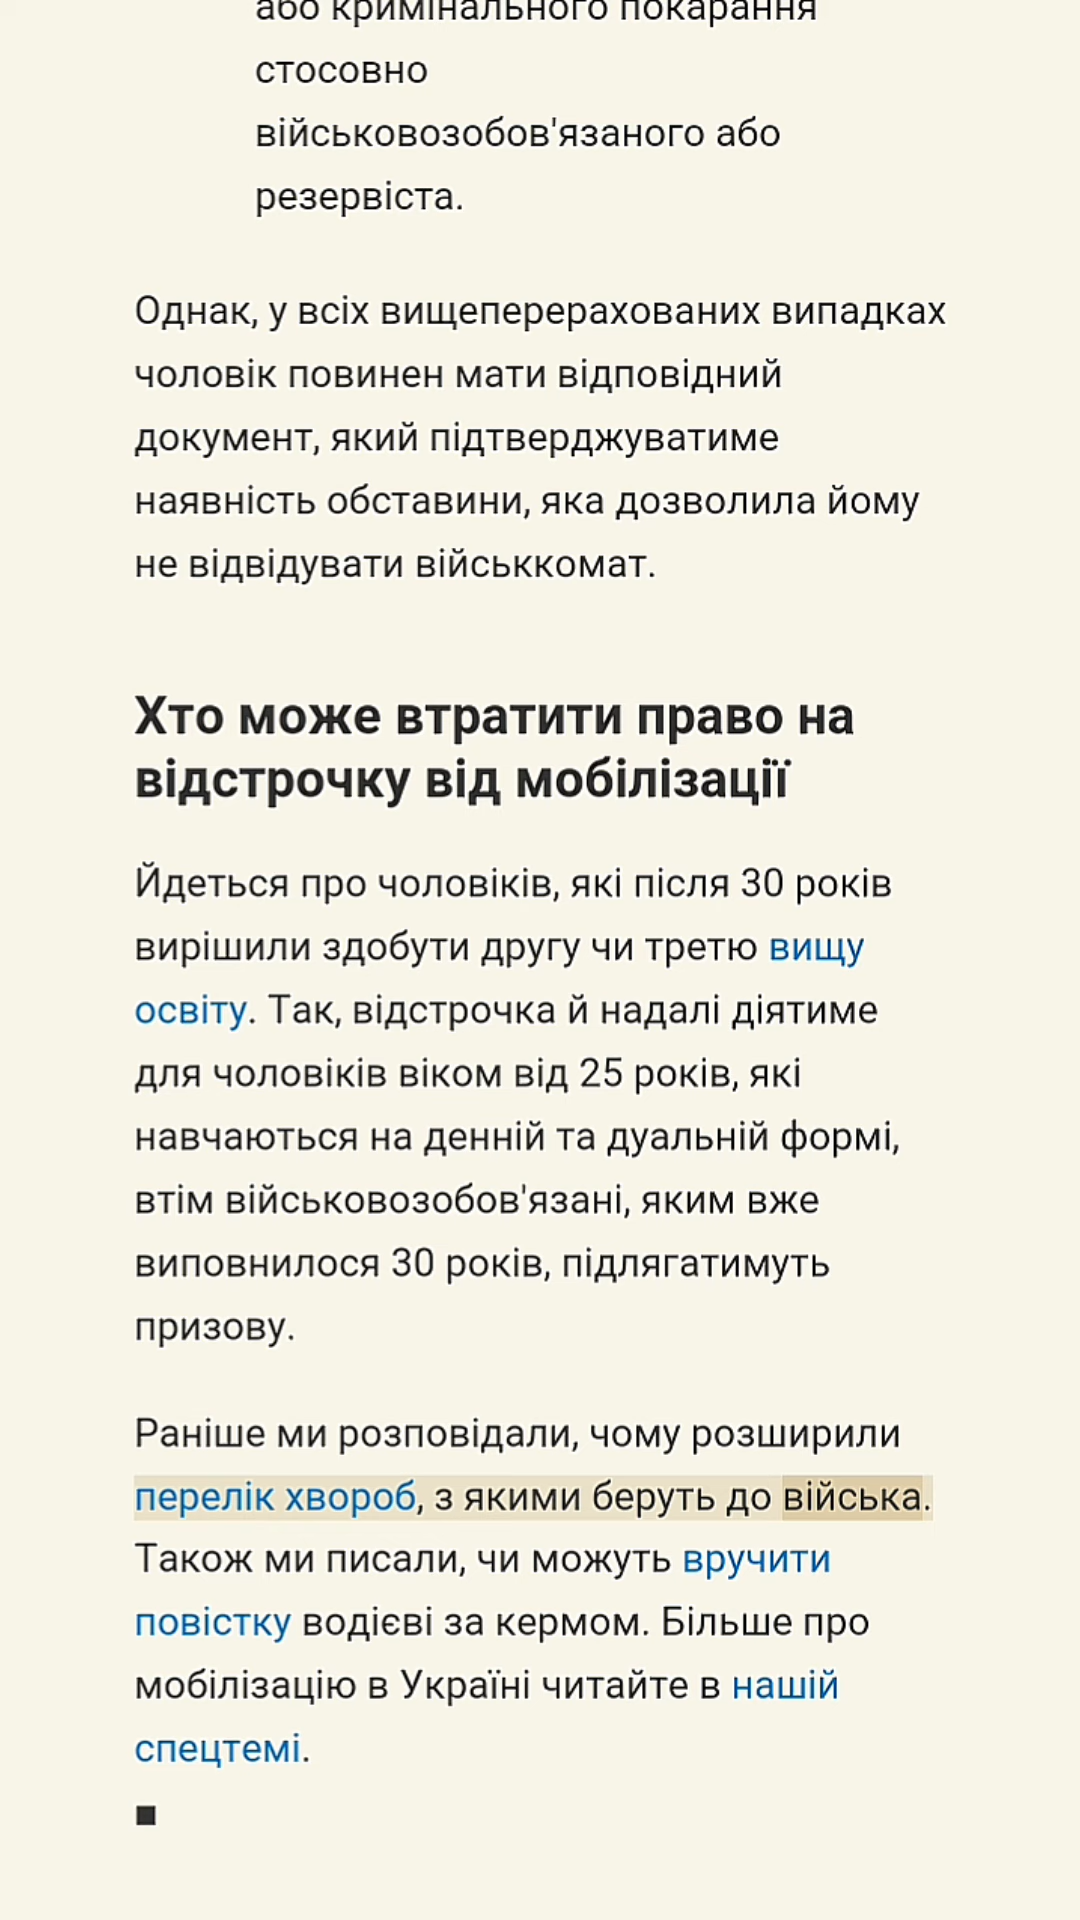 або кримінального покарання
стосовно
військовозобов'язаного або
резервіста.
Однак, у всіх вищеперерахованих випадках
чоловік повинен мати відповідний
документ, який підтверджуватиме
наявність обставини, яка дозволила йому
не відвідувати військкомат.
Хто може втратити право на
відстрочку від мобілізації
Йдеться про чоловіків, які після 30 років
вирішили здобути другу чи третю вищу
освіту. Так, відстрочка й надалі діятиме
для чоловіків віком від 25 років, які
навчаються на денній та дуальній формі,
втім військовозобов'язані, яким вже
виповнилося 30 років, підлягатимуть
призову.
Раніше ми розповідали, чому розширили
перелік хвороб, з якими беруть до війська.
Також ми писали, чи можуть вручити
повістку водієві за кермом. Більше про
мобілізацію в Україні читайте в нашій
спецтемі.